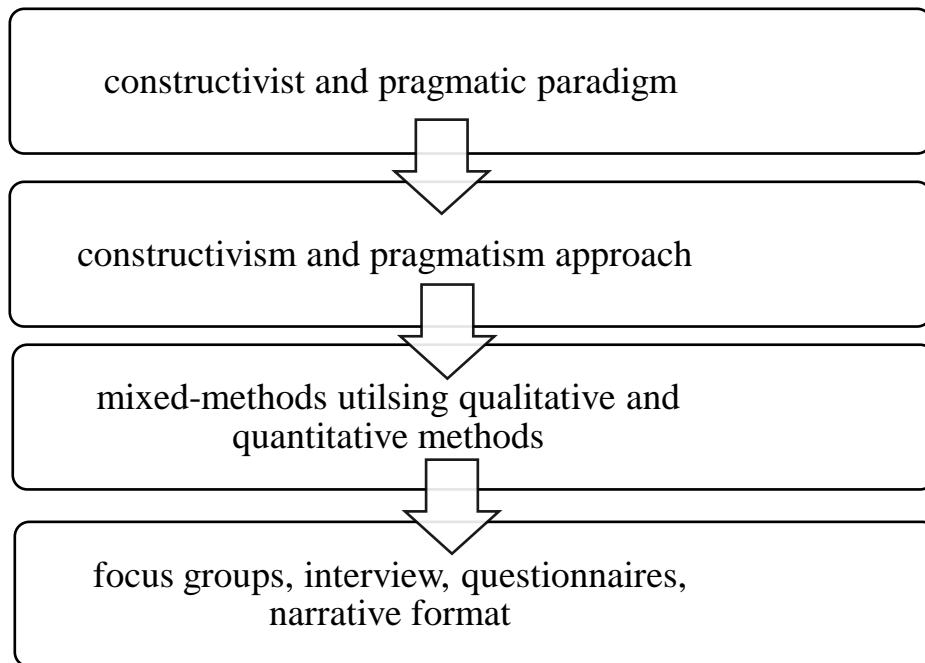 constructivist and pragmatic paradigm
constructivism and pragmatism approach
mixed-methods utilsing qualitative and
quantitative methods
focus groups, interview, questionnaires,
narrative format